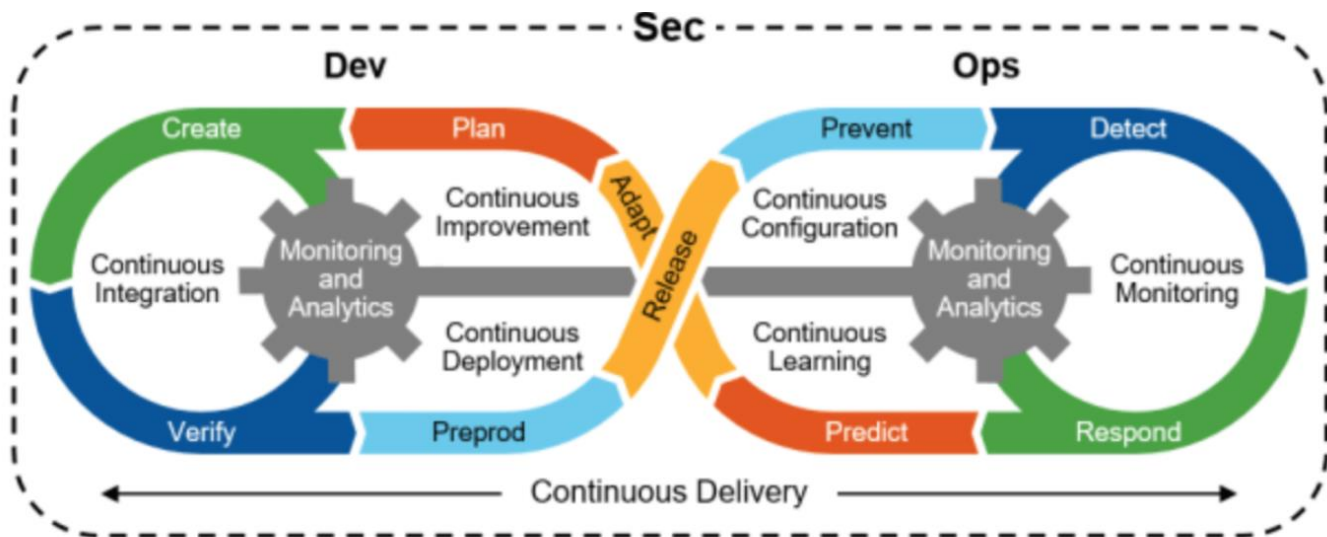 Sec
Dev
Ops
Create
Plan
Prevent
Detect
Adapt
Release
Continuous
Improvement
Continuous
Configuration
Continuous
Integration
Monitoring
and
Analytics
Monitoring
and
Analytics
Continuous
Monitoring
Continuous
Deployment
Continuous
Learning
Verify
Preprod
Predict
Respond
Continuous Delivery